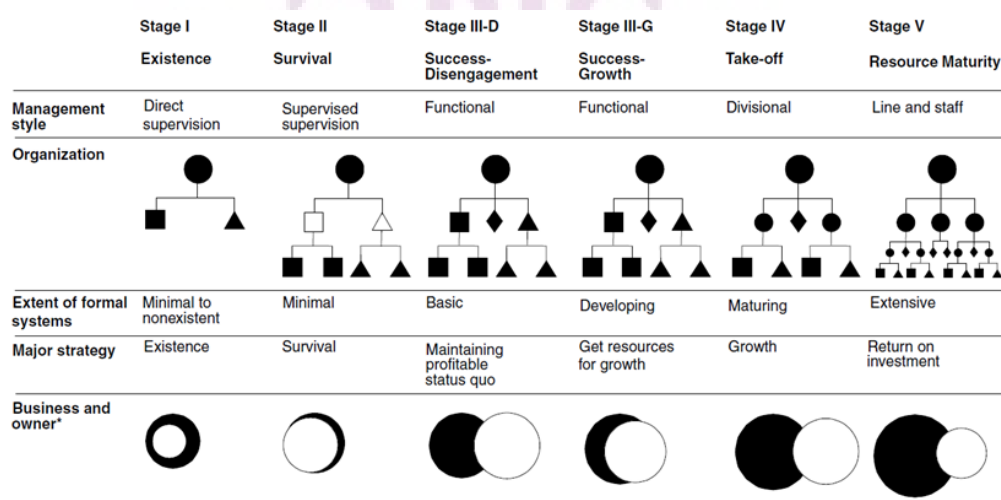 Stage I
Stage II
Stage III-D
Stage III-G
Stage IV
Stage V
Existence
Survival
Success-
Disengagement
Success-
Growth
Take-off
Resource Maturity
Management
style
Direct
supervision
Supervised
supervision
Functional
Functional
Divisional
Line and staff
Organization
Extent of formal
systems
Minimal to
nonexistent
Minimal
Basic
Developing
Maturing
Extensive
Major strategy
Existence
Survival
Maintaining
profitable
status quo
Get resources
for growth
Growth
Return on
investment
Business and
owner*